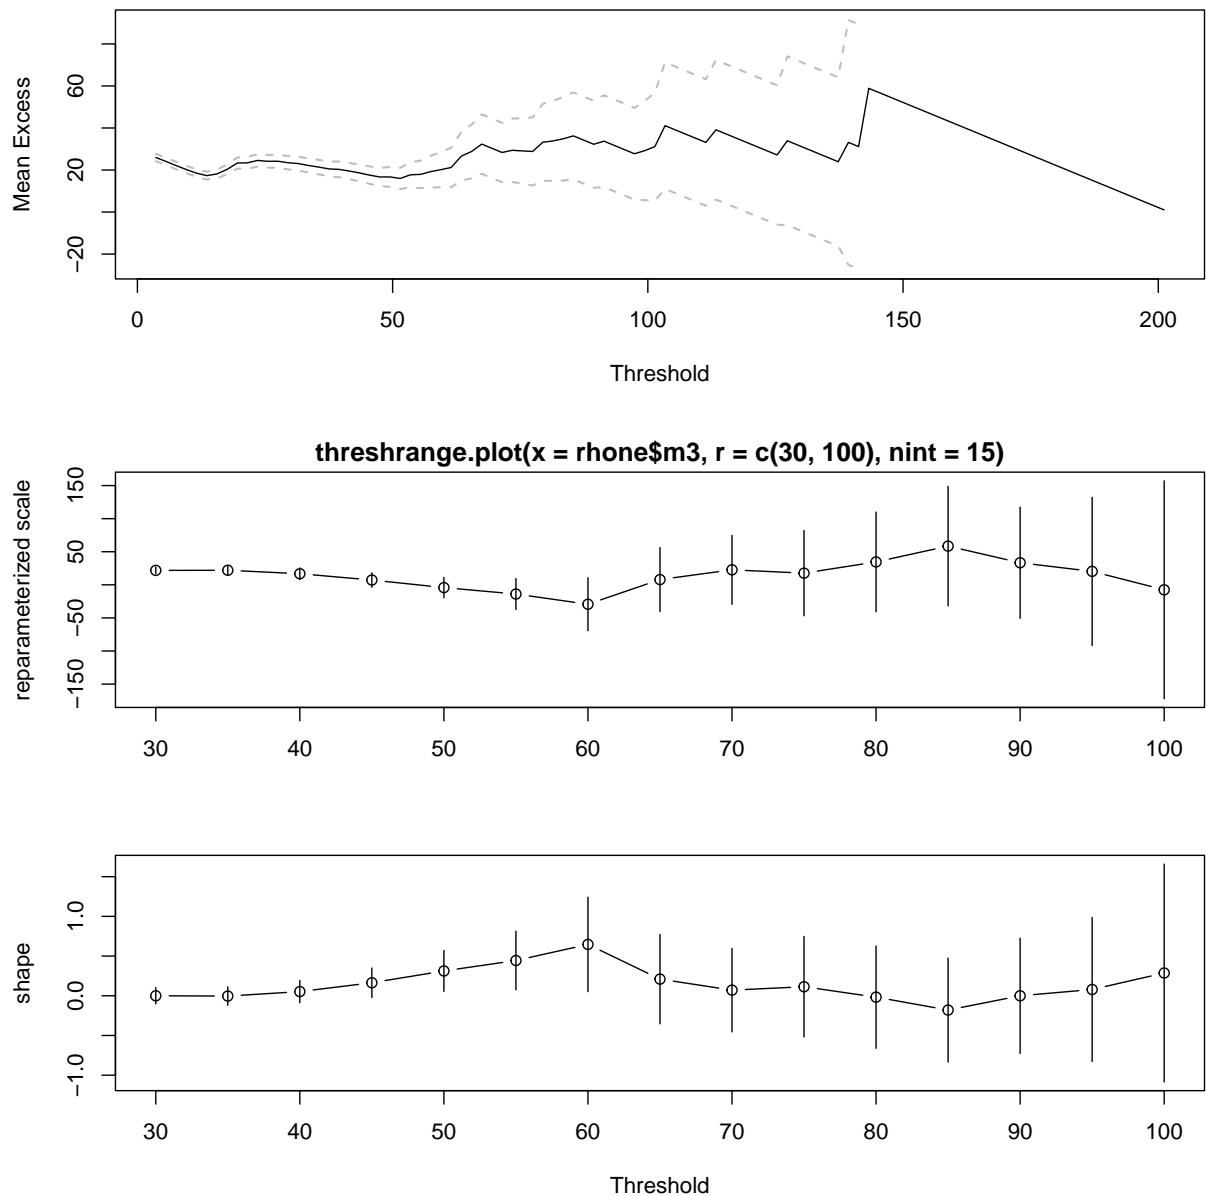 60
20
−20
Mean Excess
0 50 100 150 200
Threshold
threshrange.plot(x = rhone$m3, r = c(30, 100), nint = 15)
150
50
−50
−150
reparameterized scale
30 40 50 60 70 80 90 100
1.0
0.0
−1.0
shape
30 40 50 60 70 80 90 100
Threshold